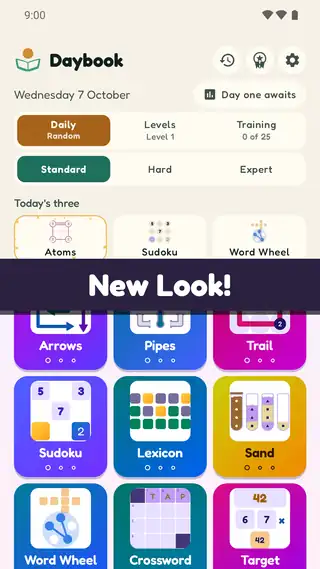 9:00
Daybook
Wednesday 7 October
Day one awaits
Daily
Random
Levels
Level 1
Training
0 of 25
Standard
Hard
Expert
Today's three
Atoms
Sudoku
Word Wheel
New Look!
2
Arrows
Pipes
Trail
5 3
7
2
Sudoku
Lexicon
Sand
T A P
42
6 7 x
42
Word Wheel
Crossword
Target